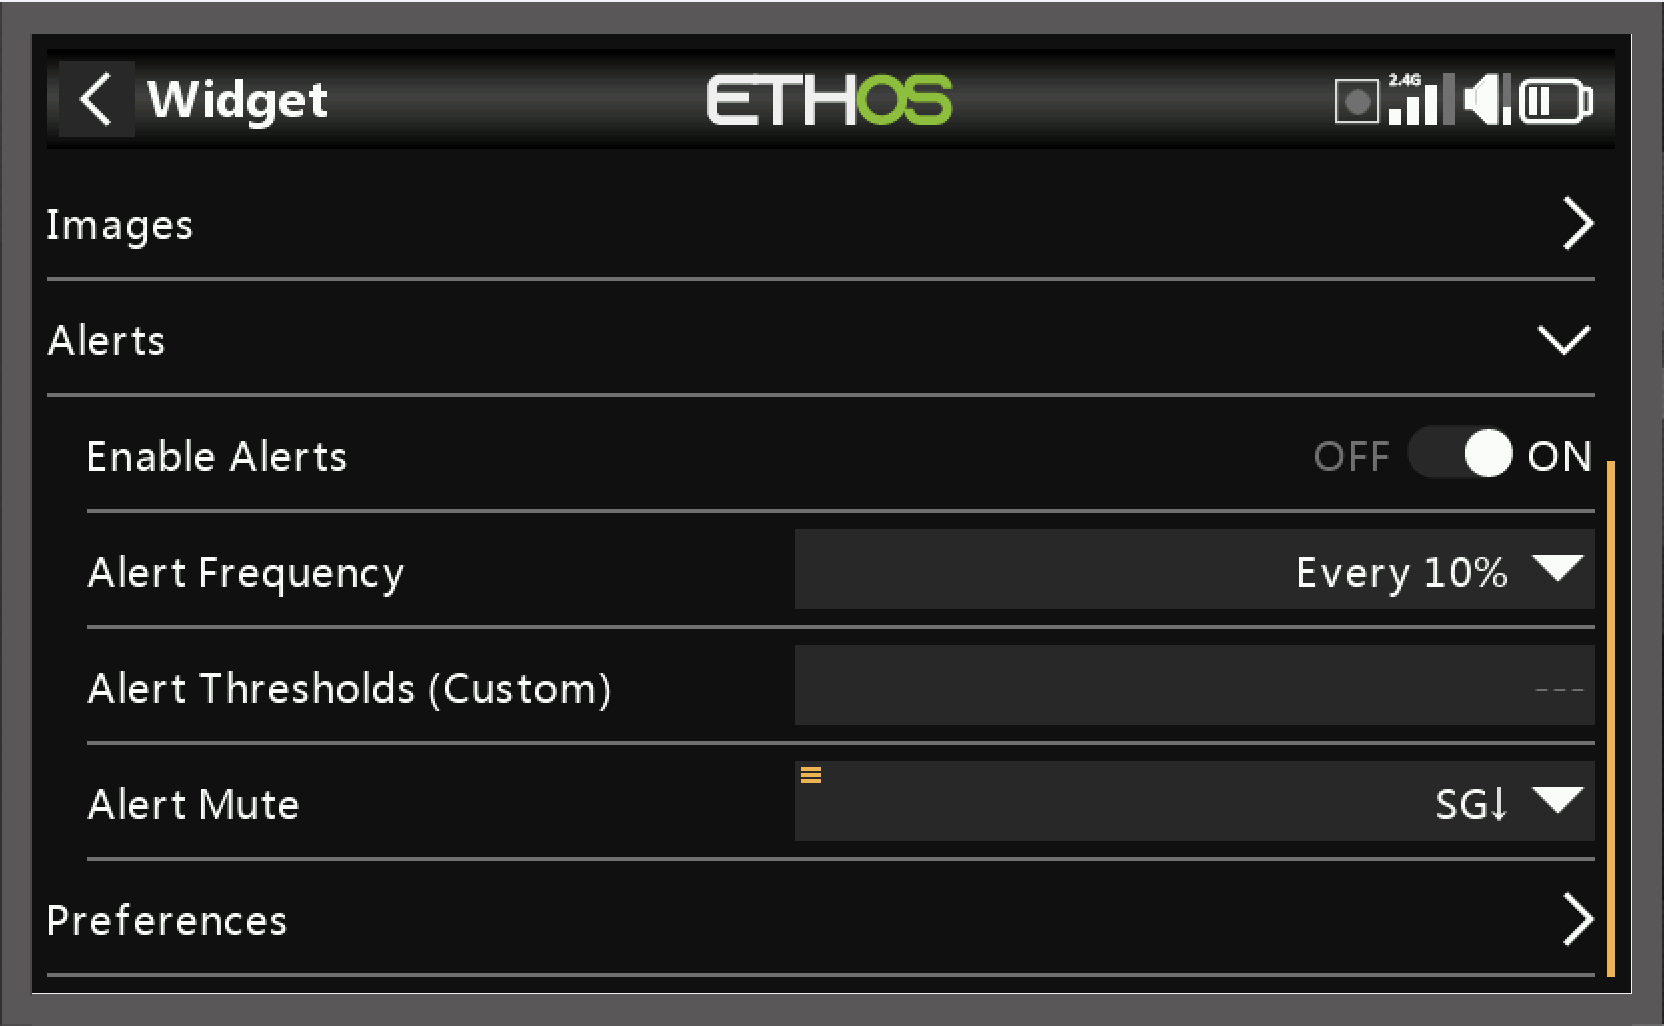 Widget
ETHOS
2.4G
Images
Alerts
Enable Alerts
OFF ON
Alert Frequency
Every 10%
Alert Thresholds (Custom)
---
Alert Mute
SG↓
Preferences